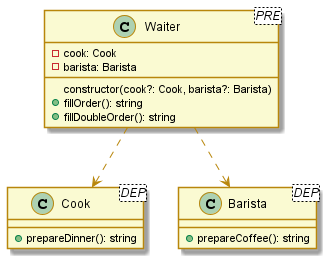 PRE
C Waiter
cook: Cook
barista: Barista
constructor(cook?: Cook, barista?: Barista)
fillOrder(): string
fillDoubleOrder(): string
DEP
C Cook
prepareDinner(): string
DEP
C Barista
prepareCoffee(): string